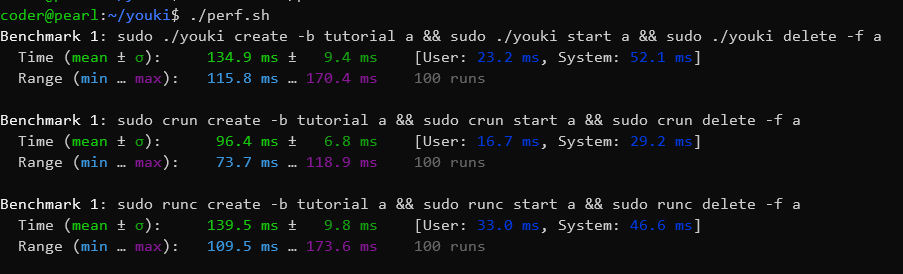 coder@pearl:~/youki$ ./perf.sh
Benchmark 1: sudo ./youki create -b tutorial a && sudo ./youki start a && sudo ./youki delete -f a
  Time (mean ± σ):     134.9 ms ±   9.4 ms    [User: 23.2 ms, System: 52.1 ms]
  Range (min … max):   115.8 ms … 170.4 ms    100 runs

Benchmark 1: sudo crun create -b tutorial a && sudo crun start a && sudo crun delete -f a
  Time (mean ± σ):      96.4 ms ±   6.8 ms    [User: 16.7 ms, System: 29.2 ms]
  Range (min … max):    73.7 ms … 118.9 ms    100 runs

Benchmark 1: sudo runc create -b tutorial a && sudo runc start a && sudo runc delete -f a
  Time (mean ± σ):     139.5 ms ±   9.8 ms    [User: 33.0 ms, System: 46.6 ms]
  Range (min … max):   109.5 ms … 173.6 ms    100 runs